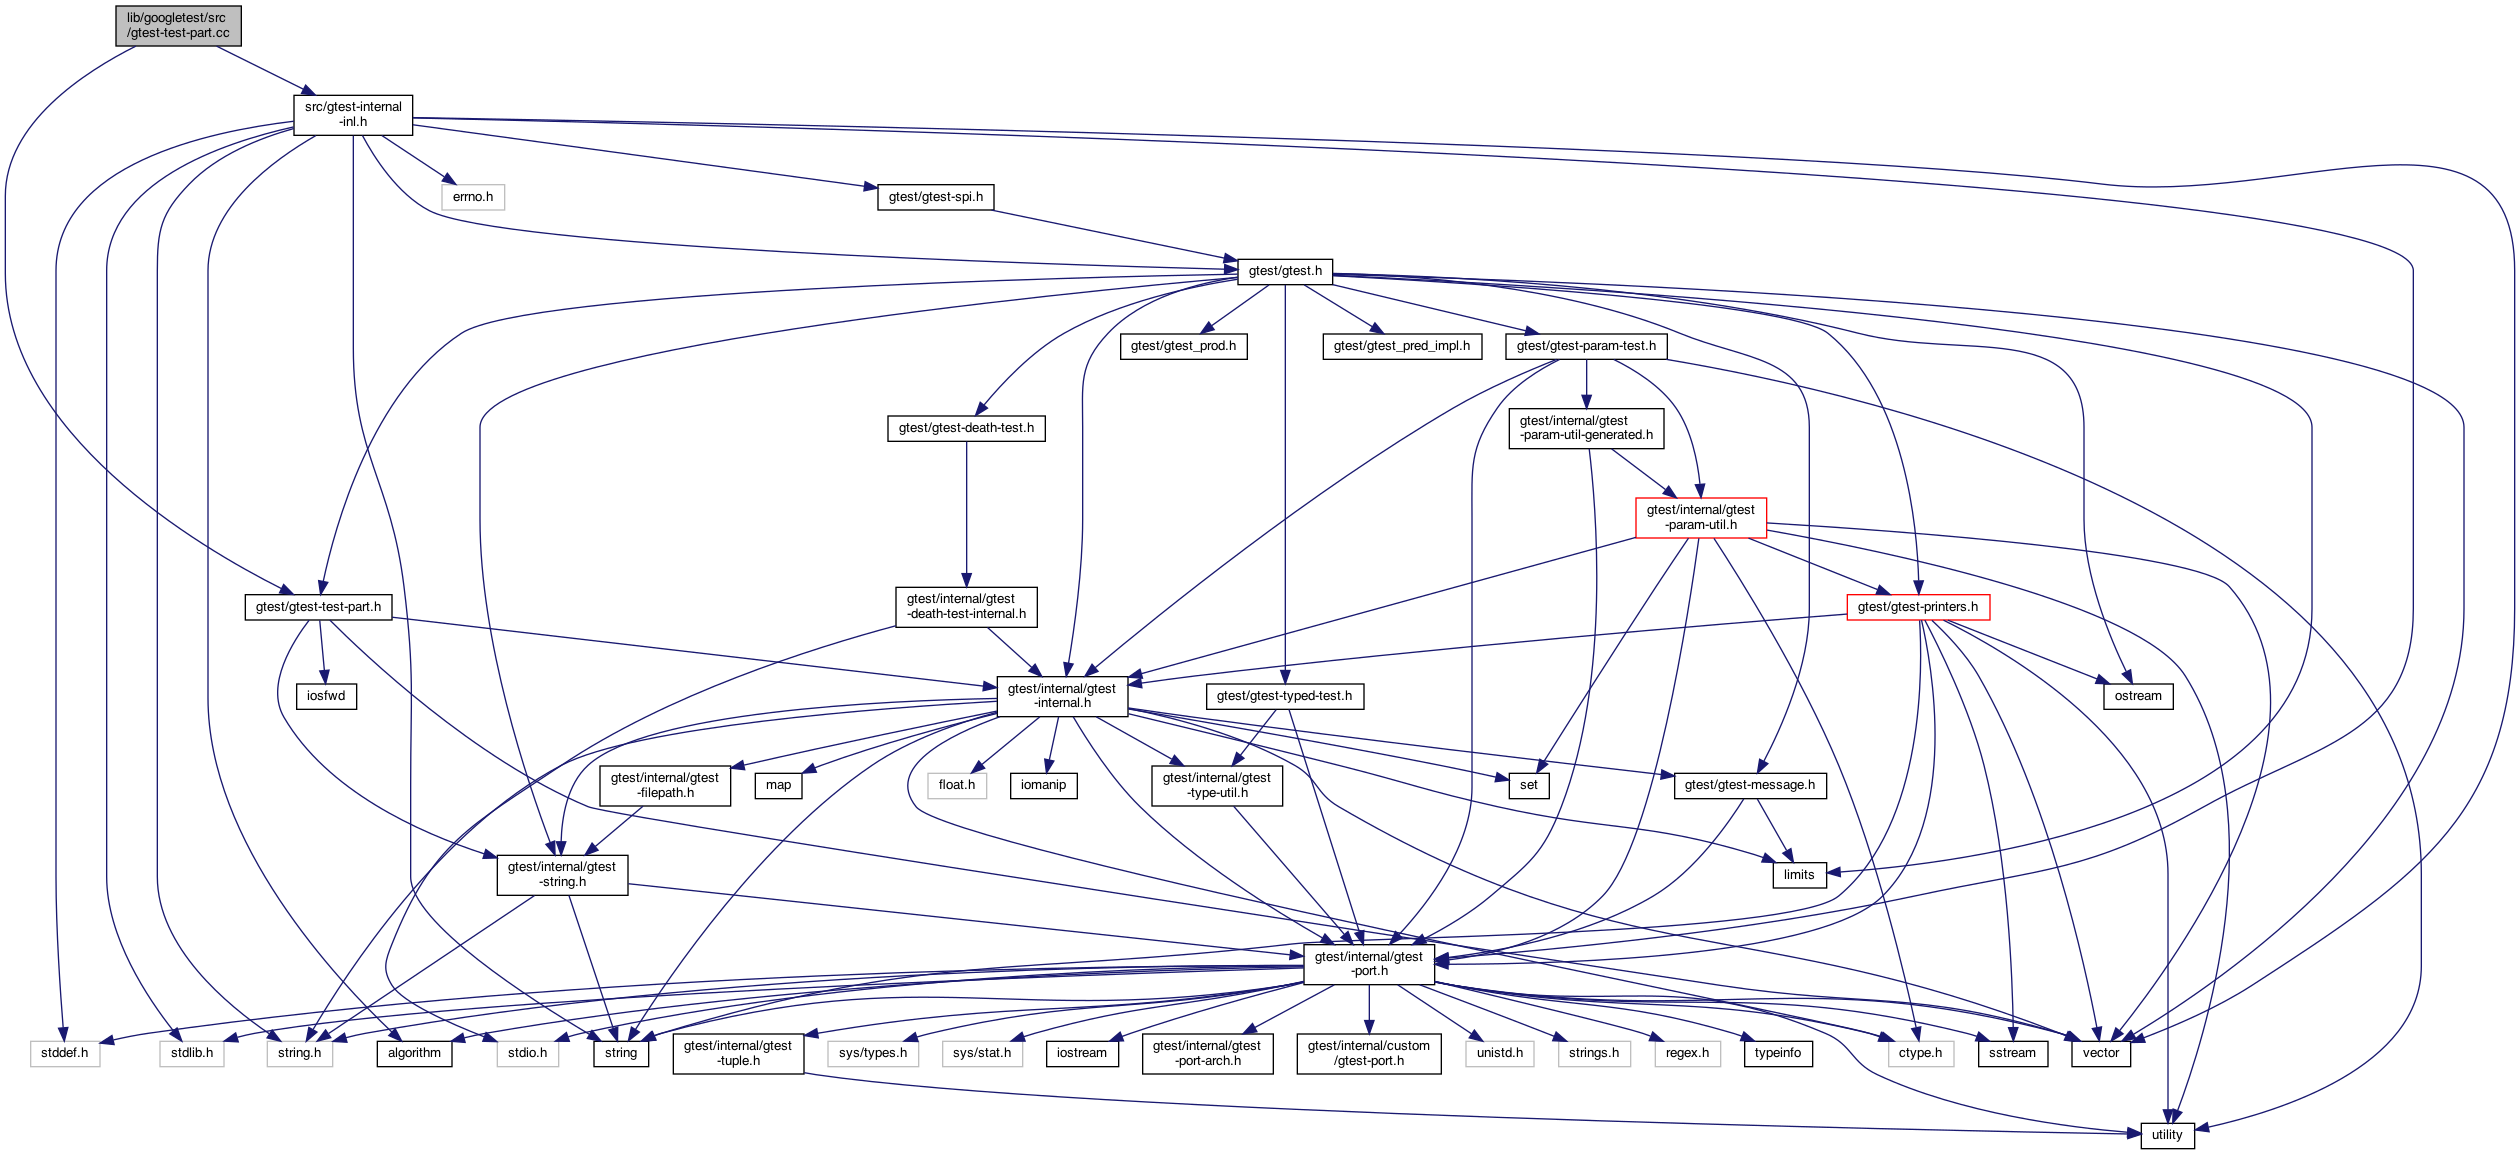 lib/googletest/src
/gtest-test-part.cc
src/gtest-internal
-inl.h
errno.h
gtest/gtest-spi.h
gtest/gtest.h
gtest/gtest_prod.h
gtest/gtest_pred_impl.h
gtest/gtest-param-test.h
gtest/gtest-death-test.h
gtest/internal/gtest
-param-util-generated.h
gtest/internal/gtest
-param-util.h
gtest/gtest-test-part.h
gtest/internal/gtest
-death-test-internal.h
gtest/gtest-printers.h
iosfwd
gtest/internal/gtest
-internal.h
gtest/gtest-typed-test.h
ostream
gtest/internal/gtest
-filepath.h
map
float.h
iomanip
gtest/internal/gtest
-type-util.h
set
gtest/gtest-message.h
gtest/internal/gtest
-string.h
limits
gtest/internal/gtest
-port.h
stddef.h
stdlib.h
string.h
algorithm
stdio.h
string
gtest/internal/gtest
-tuple.h
sys/types.h
sys/stat.h
iostream
gtest/internal/gtest
-port-arch.h
gtest/internal/custom
/gtest-port.h
unistd.h
strings.h
regex.h
typeinfo
ctype.h
sstream
vector
utility